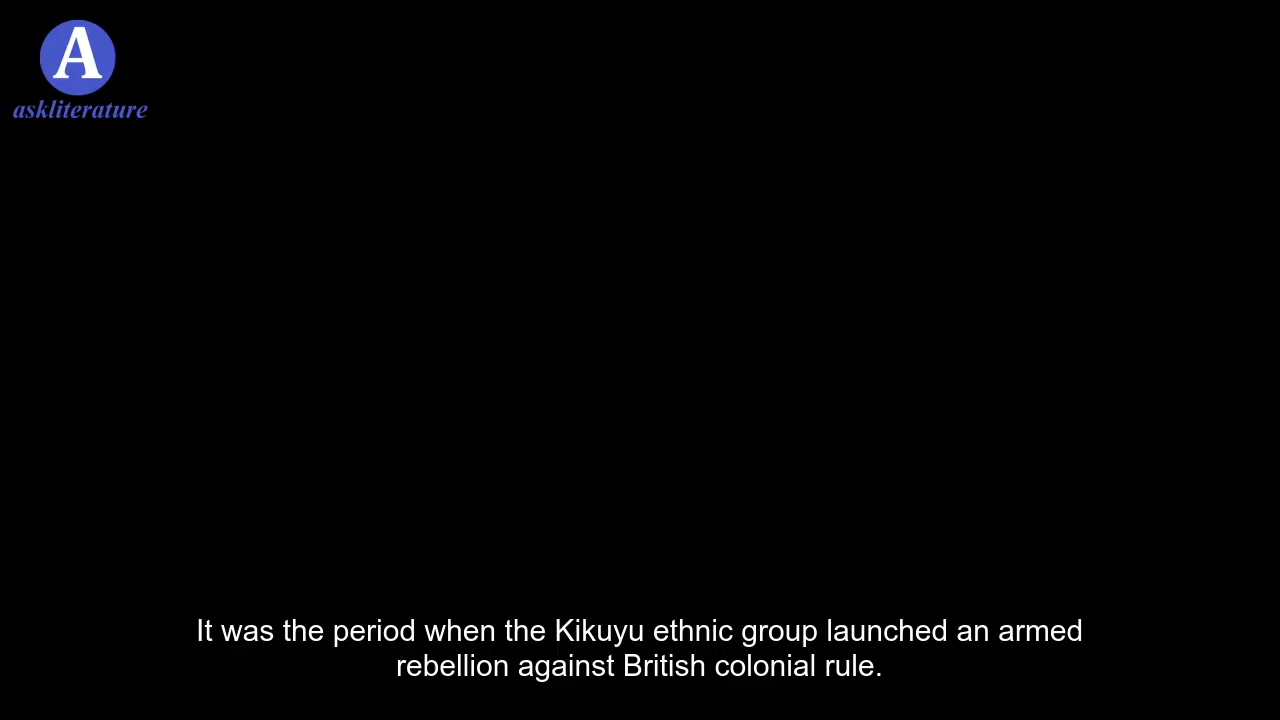 A
askliterature
It was the period when the Kikuyu ethnic group launched an armed
rebellion against British colonial rule.